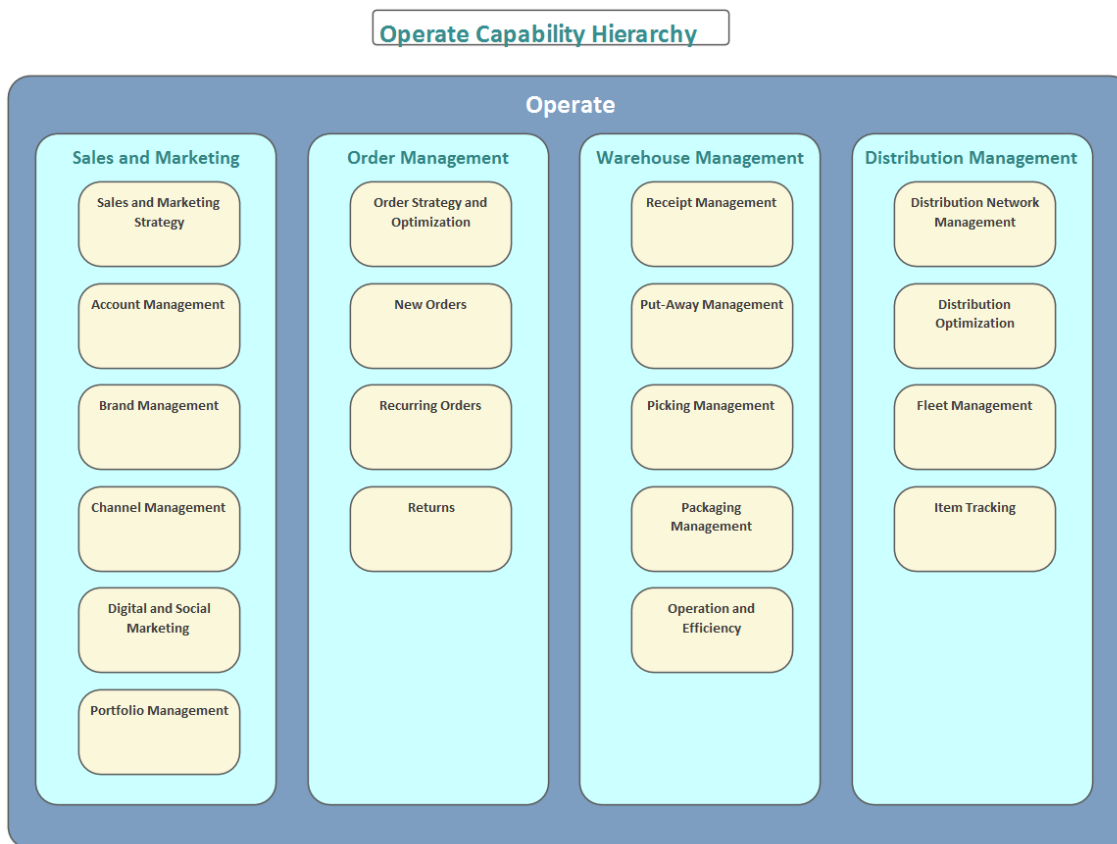 Operate Capability Hierarchy
Operate
Sales and Marketing
Sales and Marketing
Strategy
Account Management
Brand Management
Channel Management
Digital and Social
Marketing
Portfolio Management
Order Management
Order Strategy and
Optimization
New Orders
Recurring Orders
Returns
Warehouse Management
Receipt Management
Put-Away Management
Picking Management
Packaging
Management
Operation and
Efficiency
Distribution Management
Distribution Network
Management
Distribution
Optimization
Fleet Management
Item Tracking